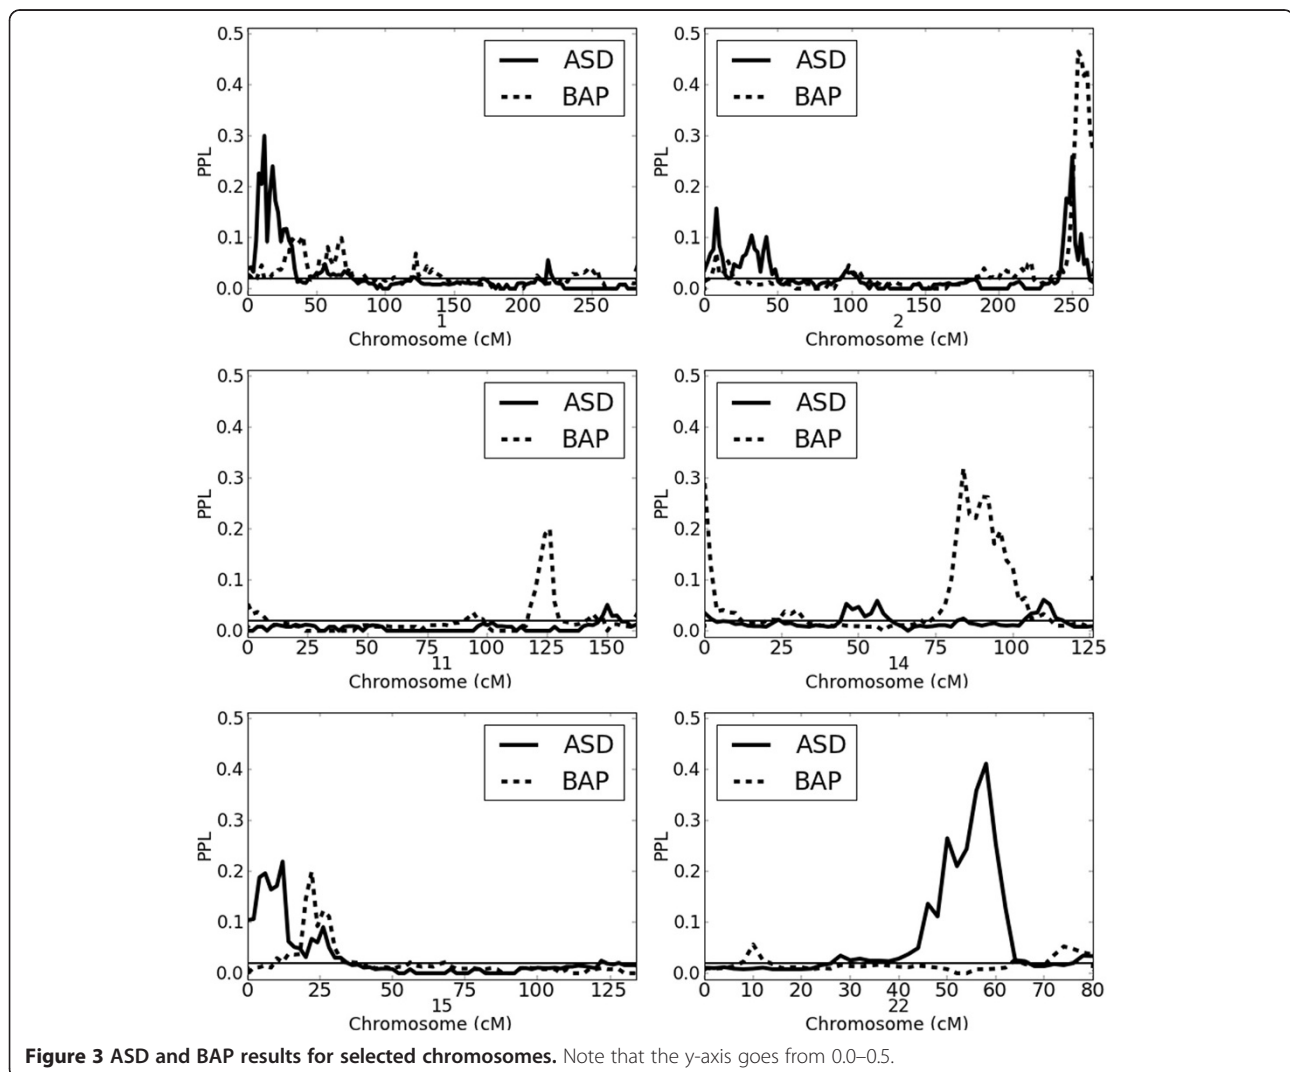 0.5
0.4
0.3
0.2
0.1
0.0
PPL
ASD
BAP
0 50 100 150 200 250
1
Chromosome (cM)
0.5
0.4
0.3
0.2
0.1
0.0
PPL
ASD
BAP
0 50 100 150 200 250
2
Chromosome (cM)
0.5
0.4
0.3
0.2
0.1
0.0
PPL
ASD
BAP
0 25 50 75 100 125 150
11
Chromosome (cM)
0.5
0.4
0.3
0.2
0.1
0.0
PPL
ASD
BAP
0 25 50 75 100 125
14
Chromosome (cM)
0.5
0.4
0.3
0.2
0.1
0.0
PPL
ASD
BAP
0 25 50 75 100 125
15
Chromosome (cM)
0.5
0.4
0.3
0.2
0.1
0.0
PPL
ASD
BAP
0 10 20 30 40 50 60 70 80
22
Chromosome (cM)
Figure 3 ASD and BAP results for selected chromosomes. Note that the y-axis goes from 0.0–0.5.